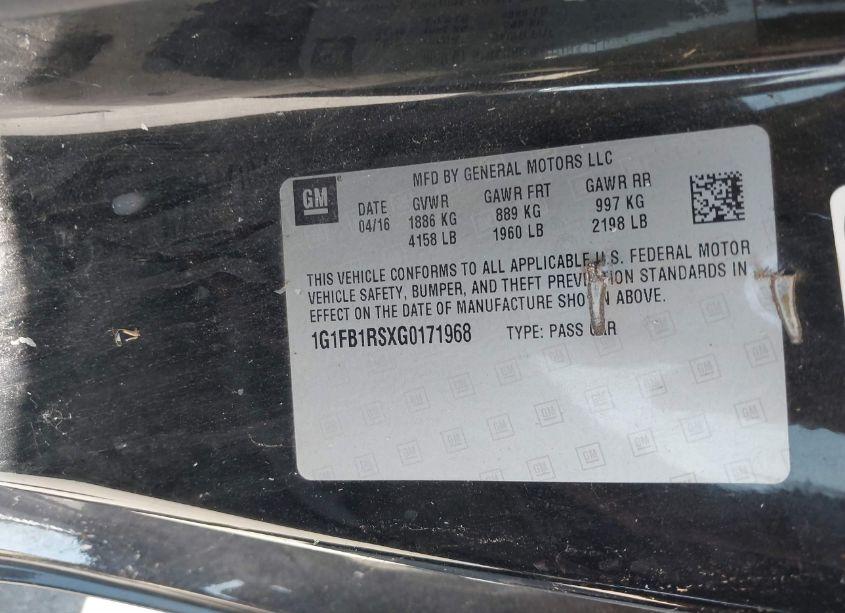 MFD BY GENERAL MOTORS LLC
GM
DATE GVWR GAWR FRT GAWR RR
04/16 1886 KG 889 KG 997 KG
4158 LB 1960 LB 2198 LB
THIS VEHICLE CONFORMS TO ALL APPLICABLE U.S. FEDERAL MOTOR
VEHICLE SAFETY, BUMPER, AND THEFT PREVENTION STANDARDS IN
EFFECT ON THE DATE OF MANUFACTURE SHOWN ABOVE.
1G1FB1RSXG0171968 TYPE: PASS CAR